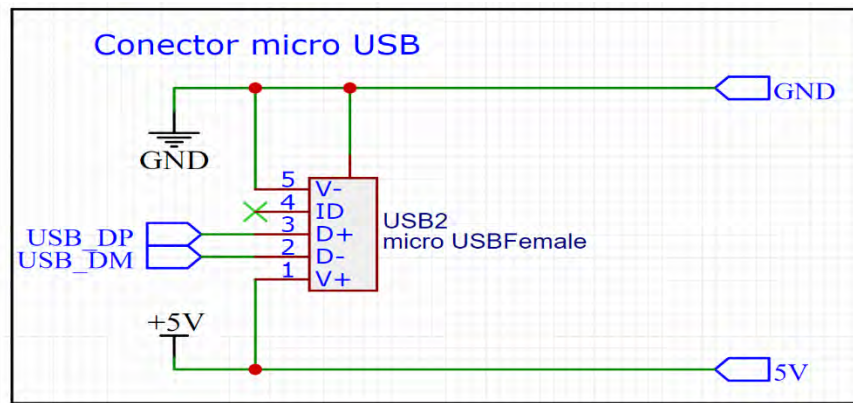 Conector micro USB
GND
GND
5 V-
4 ID
USB2
3 D+
USB_DP
micro USBFemale
2 D-
USB_DM
1 V+
+5V
5V